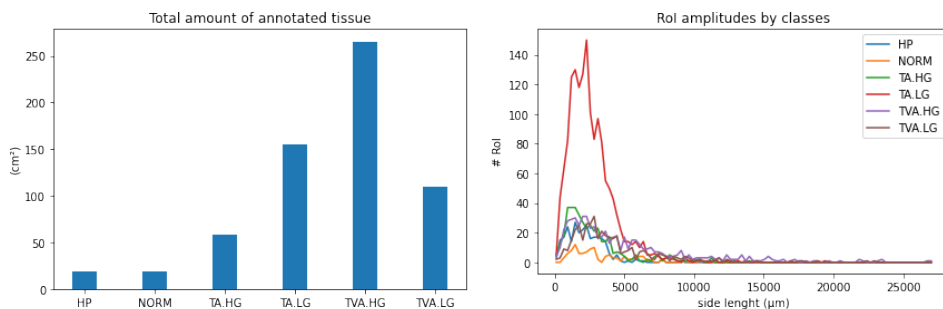 Total amount of annotated tissue
(cm²)
250
200
150
100
50
0
HP NORM TA.HG TA.LG TVA.HG TVA.LG
RoI amplitudes by classes
# RoI
140
120
100
80
60
40
20
0
HP
NORM
TA.HG
TA.LG
TVA.HG
TVA.LG
0 5000 10000 15000 20000 25000
side lenght (μm)